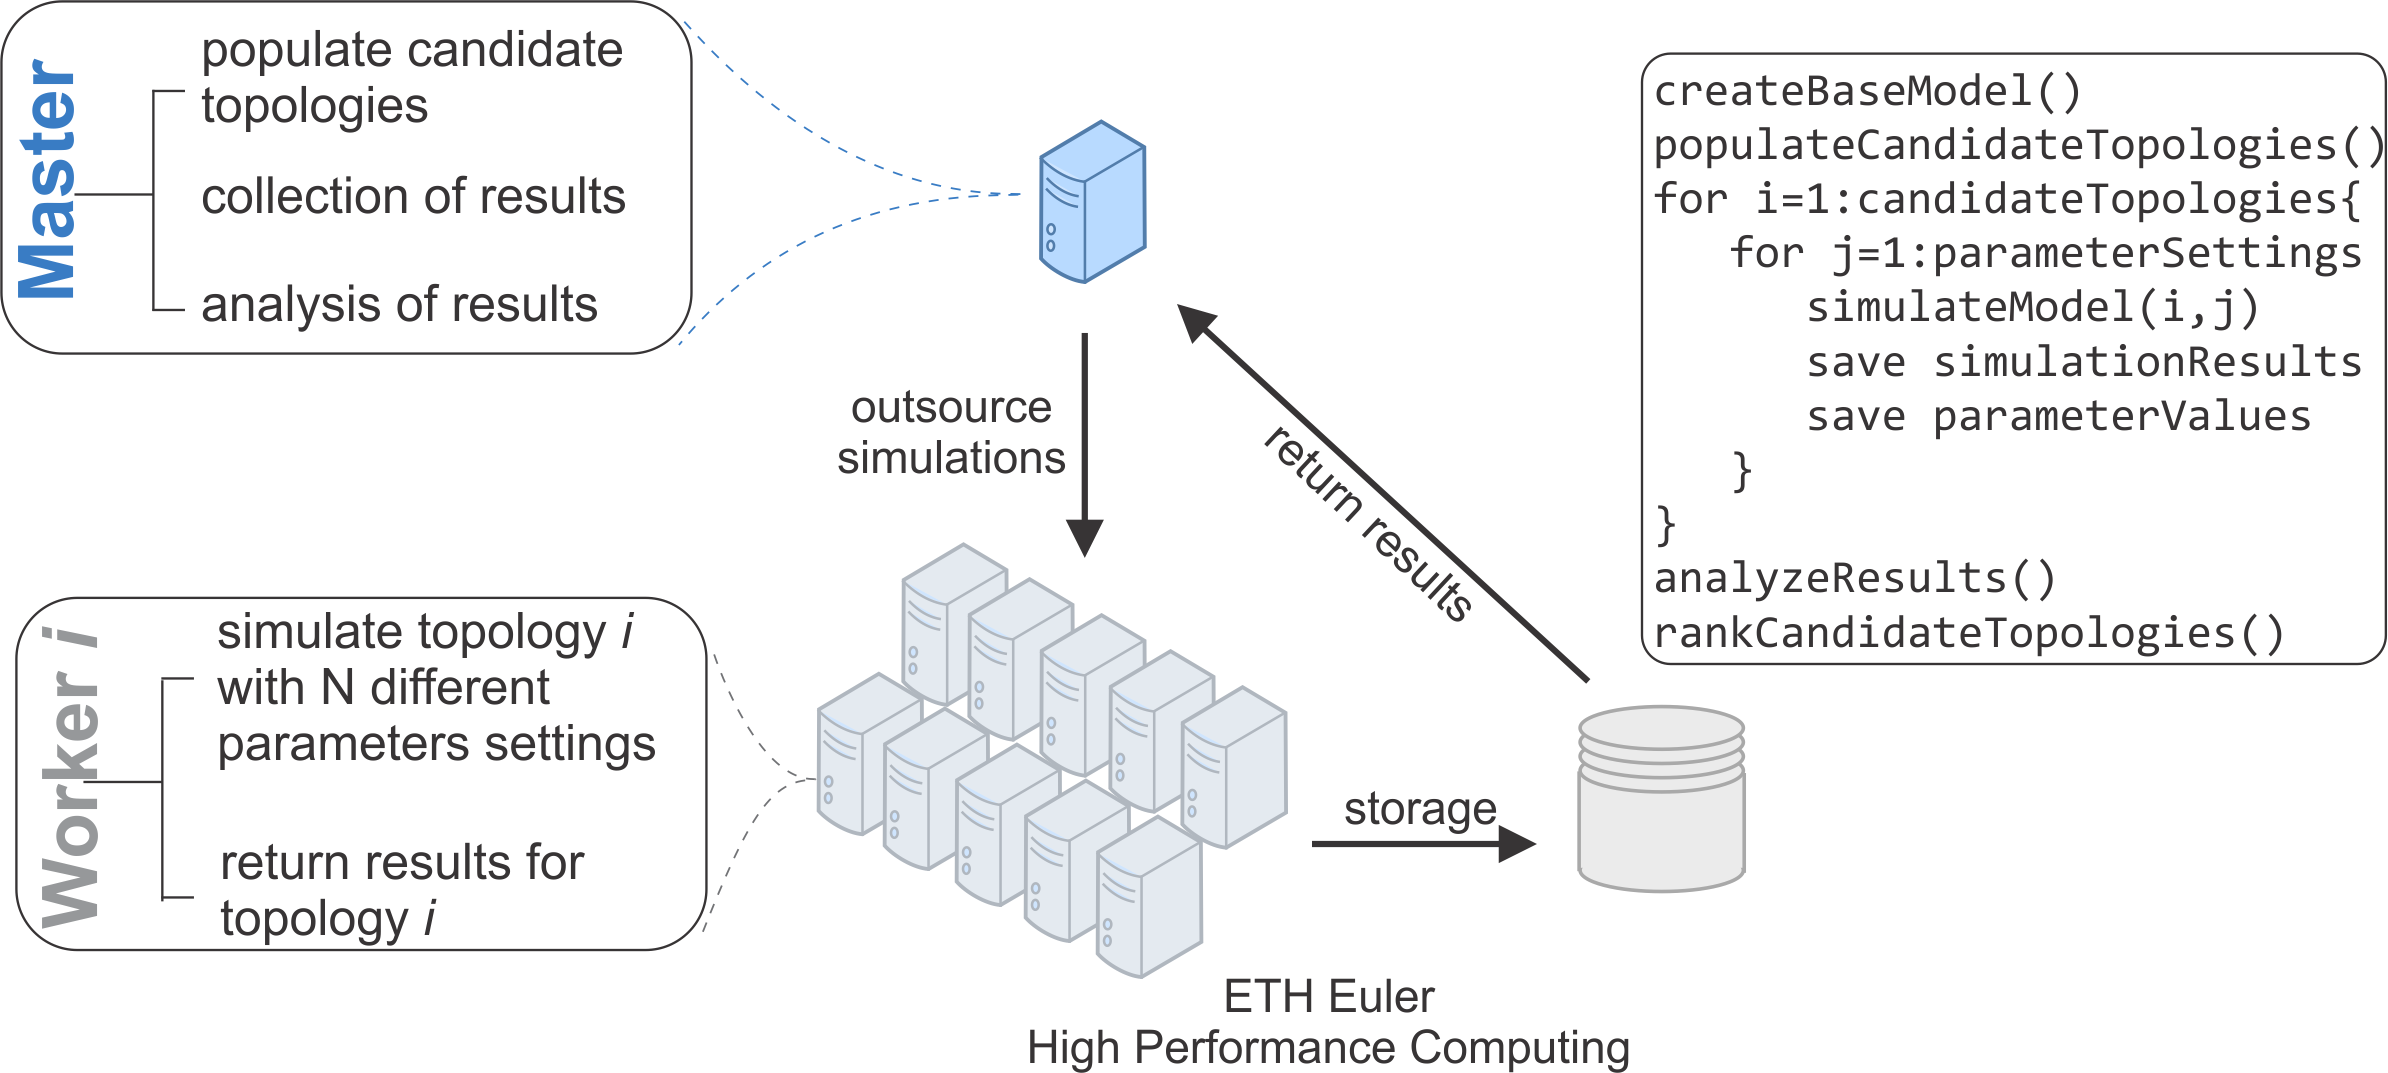 Master
populate candidate
topologies
collection of results
analysis of results
outsource
simulations
return results
createBaseModel()
populateCandidateTopologies()
for i=1:candidateTopologies{
for j=1:parameterSettings
simulateModel(i,j)
save simulationResults
save parameterValues
}
}
analyzeResults()
rankCandidateTopologies()
Worker i
simulate topology i
with N different
parameters settings
return results for
topology i
storage
ETH Euler
High Performance Computing